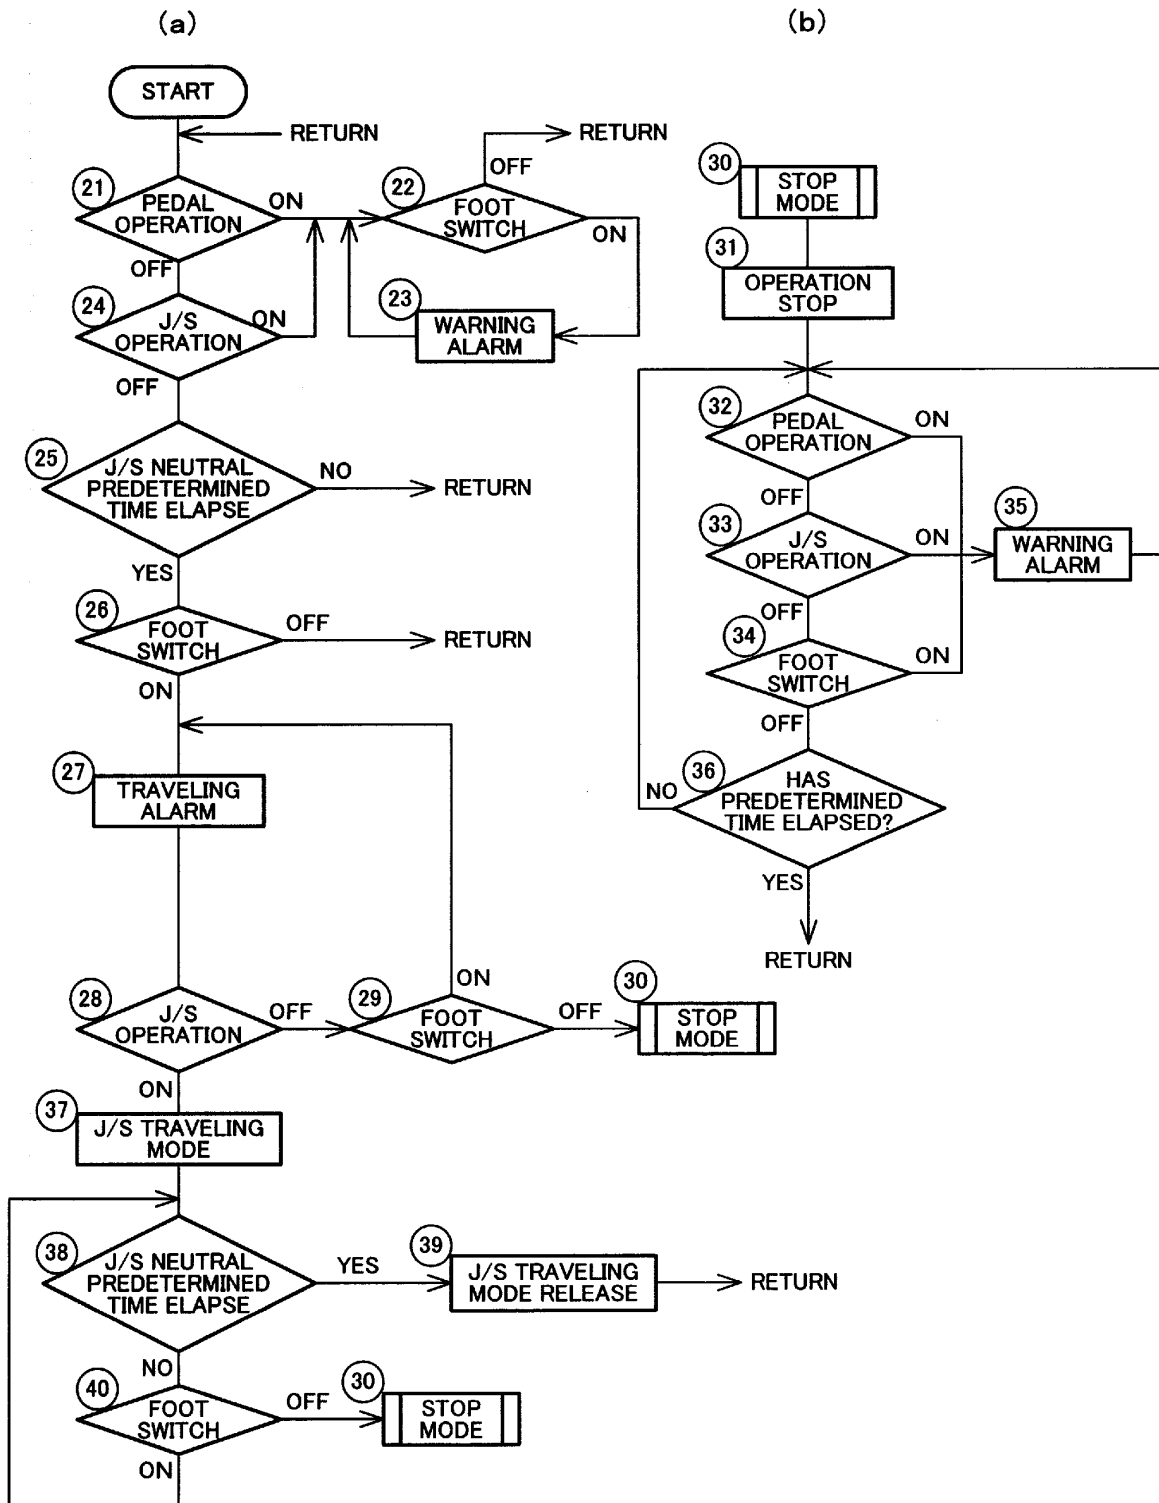 (a)
START
RETURN
21
PEDAL
OPERATION
ON
OFF
22
FOOT
SWITCH
OFF
RETURN
ON
23
WARNING
ALARM
24
J/S
OPERATION
ON
OFF
25
J/S NEUTRAL
PREDETERMINED
TIME ELAPSE
NO
RETURN
YES
26
FOOT
SWITCH
OFF
RETURN
ON
27
TRAVELING
ALARM
28
J/S
OPERATION
OFF
29
FOOT
SWITCH
ON
OFF
30
STOP
MODE
ON
37
J/S TRAVELING
MODE
38
J/S NEUTRAL
PREDETERMINED
TIME ELAPSE
YES
39
J/S TRAVELING
MODE RELEASE
RETURN
NO
40
FOOT
SWITCH
OFF
30
STOP
MODE
ON
(b)
30
STOP
MODE
31
OPERATION
STOP
32
PEDAL
OPERATION
ON
OFF
33
J/S
OPERATION
ON
35
WARNING
ALARM
OFF
34
FOOT
SWITCH
ON
OFF
36
HAS
PREDETERMINED
TIME ELAPSED?
NO
YES
RETURN